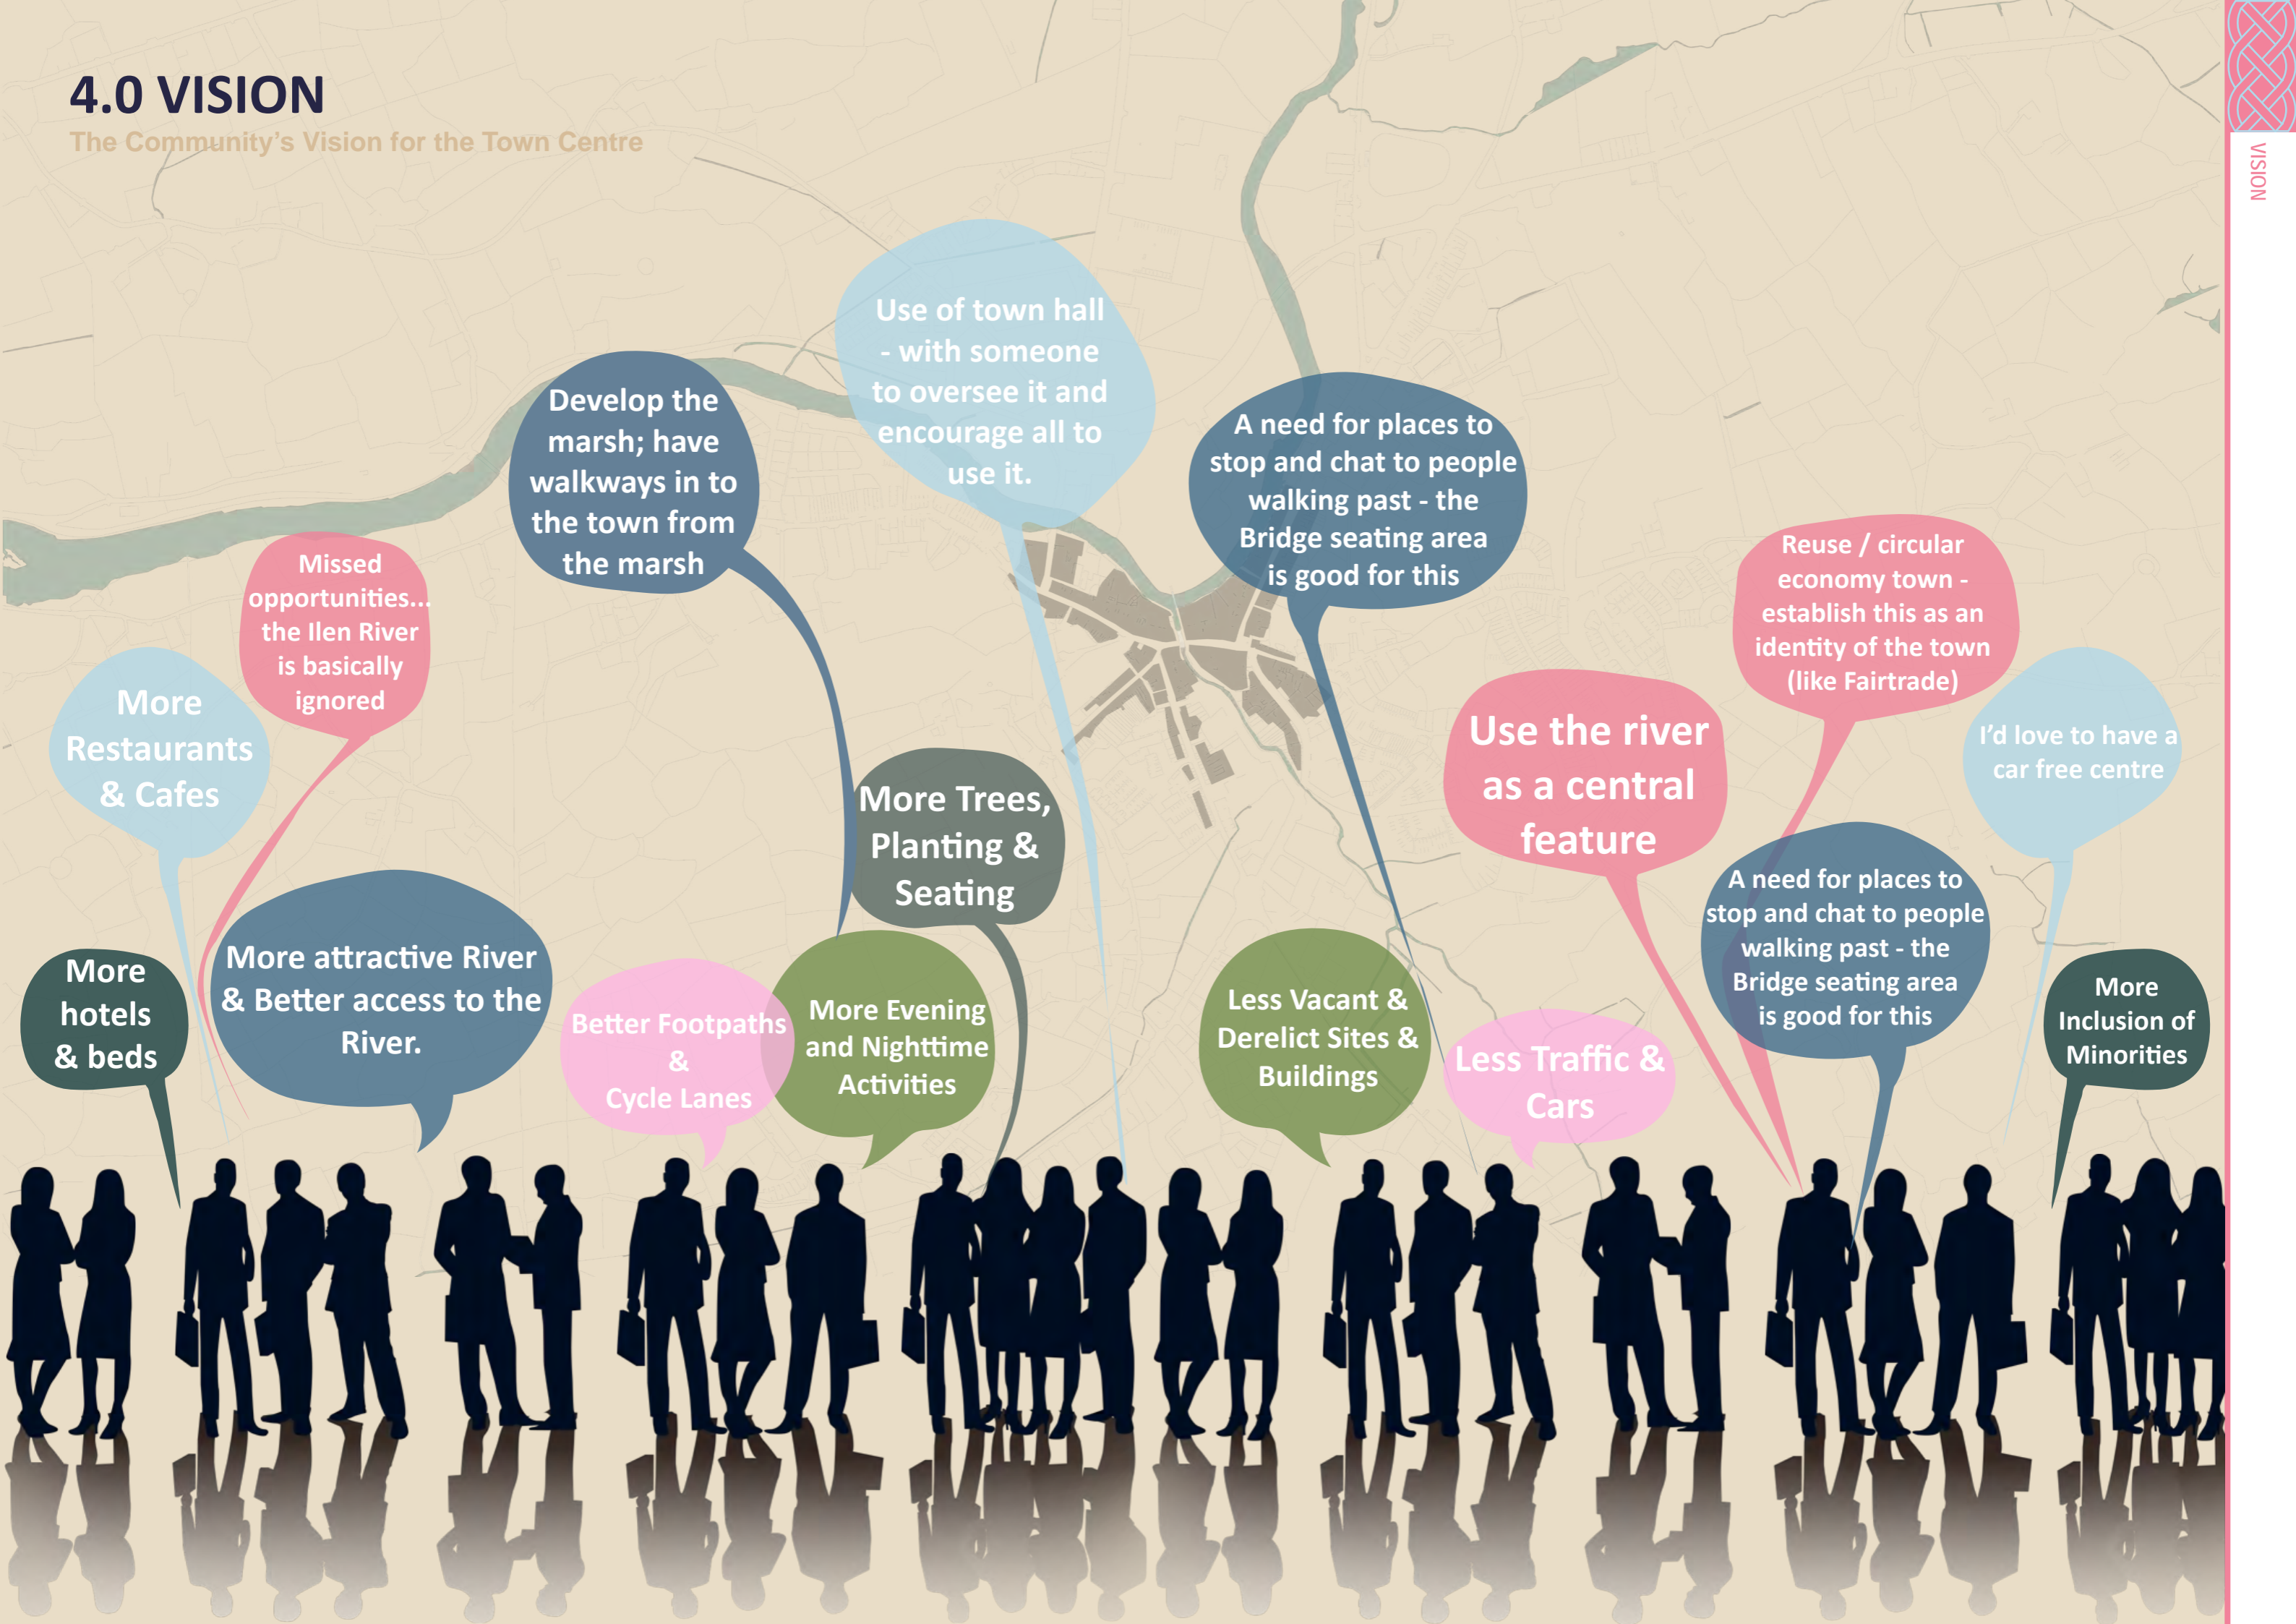 4.0 VISION
The Community's Vision for the Town Centre
VISION
Use of town hall
- with someone
to oversee it and
encourage all to
use it.
Develop the
marsh; have
walkways in to
the town from
the marsh
A need for places to
stop and chat to people
walking past - the
Bridge seating area
is good for this
Missed
opportunities...
the Ilen River
is basically
ignored
Reuse / circular
economy town -
establish this as an
identity of the town
(like Fairtrade)
More
Restaurants
& Cafes
Use the river
as a central
feature
I'd love to have a
car free centre
More Trees,
Planting &
Seating
A need for places to
stop and chat to people
walking past - the
Bridge seating area
is good for this
More
hotels
& beds
More attractive River
& Better access to the
River.
Better Footpaths
&
Cycle Lanes
More Evening
and Nighttime
Activities
Less Vacant &
Derelict Sites &
Buildings
Less Traffic &
Cars
More
Inclusion of
Minorities